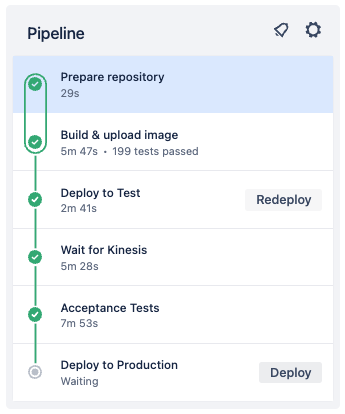 Pipeline
Prepare repository
29s
Build & upload image
5m 47s • 199 tests passed
Deploy to Test
2m 41s
Redeploy
Wait for Kinesis
5m 28s
Acceptance Tests
7m 53s
Deploy to Production
Waiting
Deploy